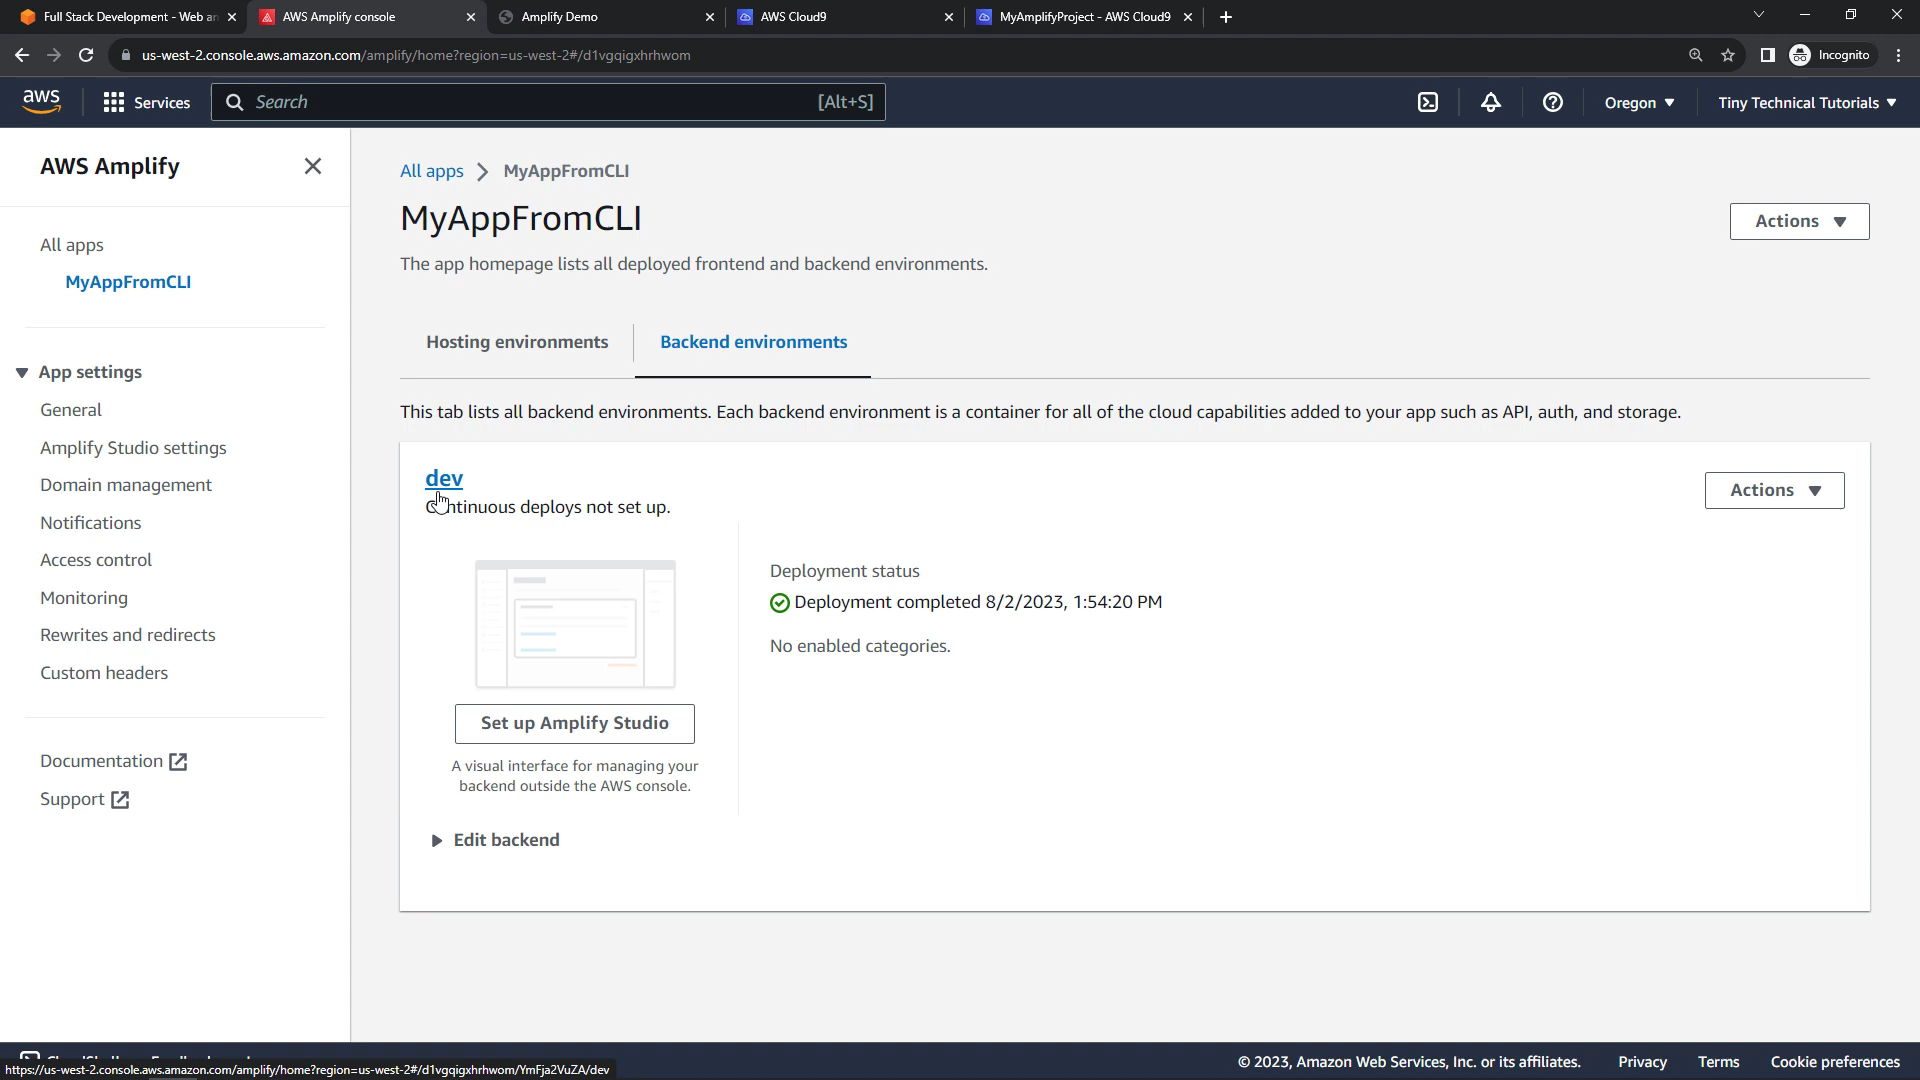 Full Stack Development - Web an
AWS Amplify console
Amplify Demo
AWS Cloud9
MyAmplifyProject - AWS Cloud9
us-west-2.console.aws.amazon.com/amplify/home?region=us-west-2#/d1vgqigxhrhwom
Incognito
aws
Services
Search
[Alt+S]
Oregon
Tiny Technical Tutorials
AWS Amplify
All apps
MyAppFromCLI
App settings
General
Amplify Studio settings
Domain management
Notifications
Access control
Monitoring
Rewrites and redirects
Custom headers
Documentation
Support
All apps > MyAppFromCLI
MyAppFromCLI
Actions
The app homepage lists all deployed frontend and backend environments.
Hosting environments
Backend environments
This tab lists all backend environments. Each backend environment is a container for all of the cloud capabilities added to your app such as API, auth, and storage.
dev
Continuous deploys not set up.
Actions
Deployment status
Deployment completed 8/2/2023, 1:54:20 PM
No enabled categories.
Set up Amplify Studio
A visual interface for managing your
backend outside the AWS console.
Edit backend
© 2023, Amazon Web Services, Inc. or its affiliates.
Privacy
Terms
Cookie preferences
https://us-west-2.console.aws.amazon.com/amplify/home?region=us-west-2#/d1vgqigxhrhwom/YmFja2VuZA/dev